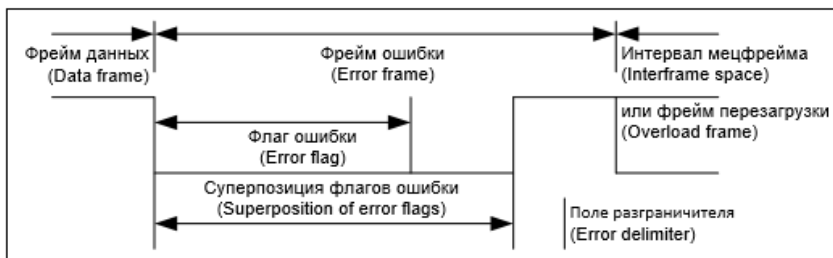 Фрейм данных
(Data frame)
Фрейм ошибки
(Error frame)
Интервал мецфрейма
(Interframe space)
или фрейм перезагрузки
(Overload frame)
Флаг ошибки
(Error flag)
Суперпозиция флагов ошибки
(Superposition of error flags)
Поле разграничителя
(Error delimiter)